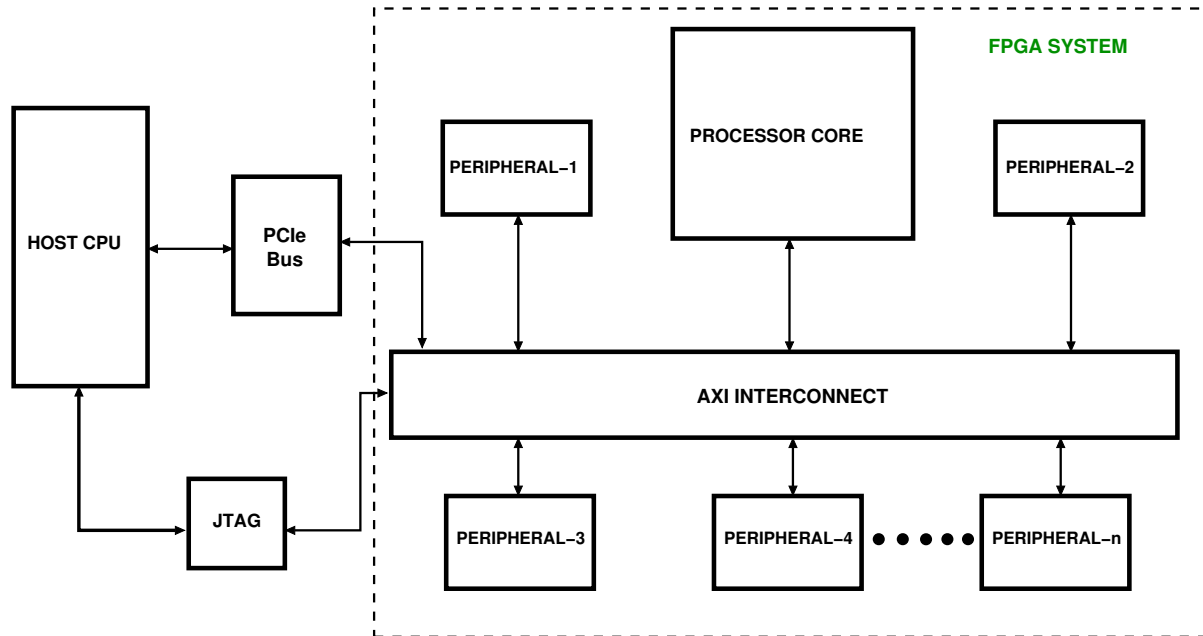 FPGA SYSTEM
PROCESSOR CORE
PERIPHERAL−1
PERIPHERAL−2
HOST CPU
PCIe
Bus
AXI INTERCONNECT
JTAG
PERIPHERAL−3
PERIPHERAL−4
PERIPHERAL−n